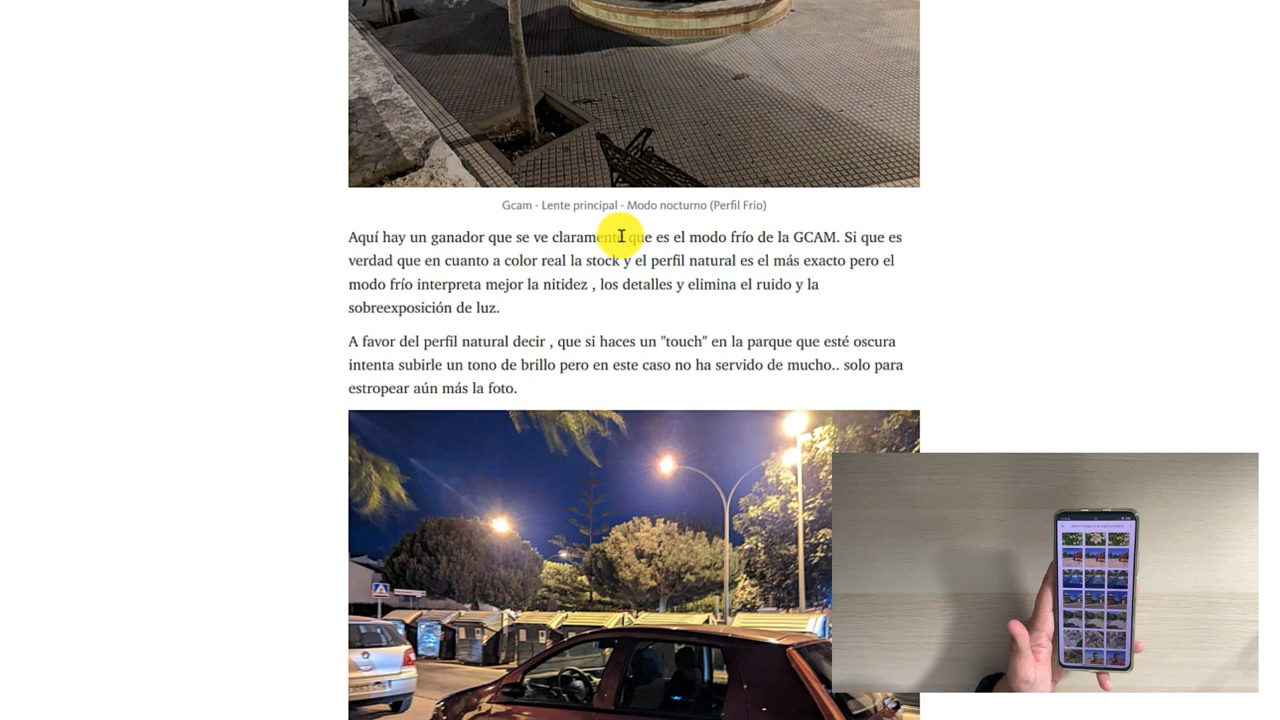 Gcam - Lente principal - Modo nocturno (Perfil Frio)
Aquí hay un ganador que se ve claramente que es el modo frío de la GCAM. Si que es
verdad que en cuanto a color real la stock y el perfil natural es el más exacto pero el
modo frío interpreta mejor la nitidez , los detalles y elimina el ruido y la
sobreexposición de luz.
A favor del perfil natural decir , que si haces un "touch" en la parque que esté oscura
intenta subirle un tono de brillo pero en este caso no ha servido de mucho.. solo para
estropear aún más la foto.